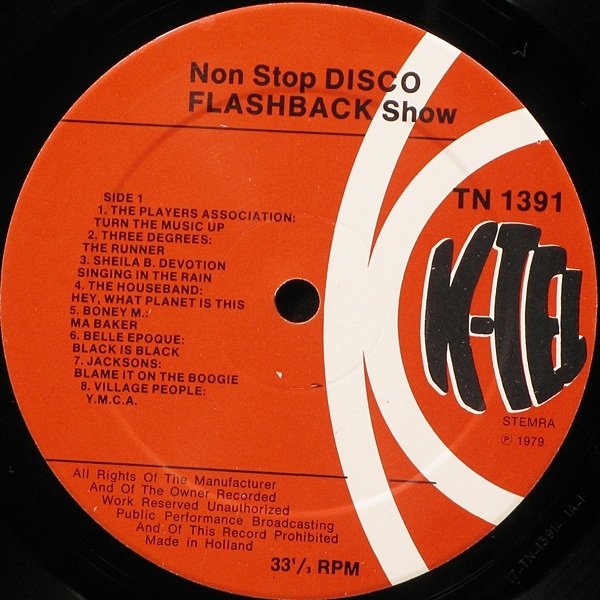 Non Stop DISCO
FLASHBACK Show
TN 1391
SIDE 1
1. THE PLAYERS ASSOCIATION:
TURN THE MUSIC UP
2. THREE DEGREES:
THE RUNNER
3. SHEILA B. DEVOTION
SINGING IN THE RAIN
4. THE HOUSEBAND:
HEY, WHAT PLANET IS THIS
5. BONEY M.:
MA BAKER
6. BELLE EPOQUE:
BLACK IS BLACK
7. JACKSONS:
BLAME IT ON THE BOOGIE
8. VILLAGE PEOPLE:
Y.M.C.A.
K-TEL
STEMRA
Ⓟ 1979
All Rights Of The Manufacturer
And Of The Owner Recorded
Work Reserved Unauthorized
Public Performance Broadcasting
And Of This Record Prohibited
Made in Holland
33⅓ RPM